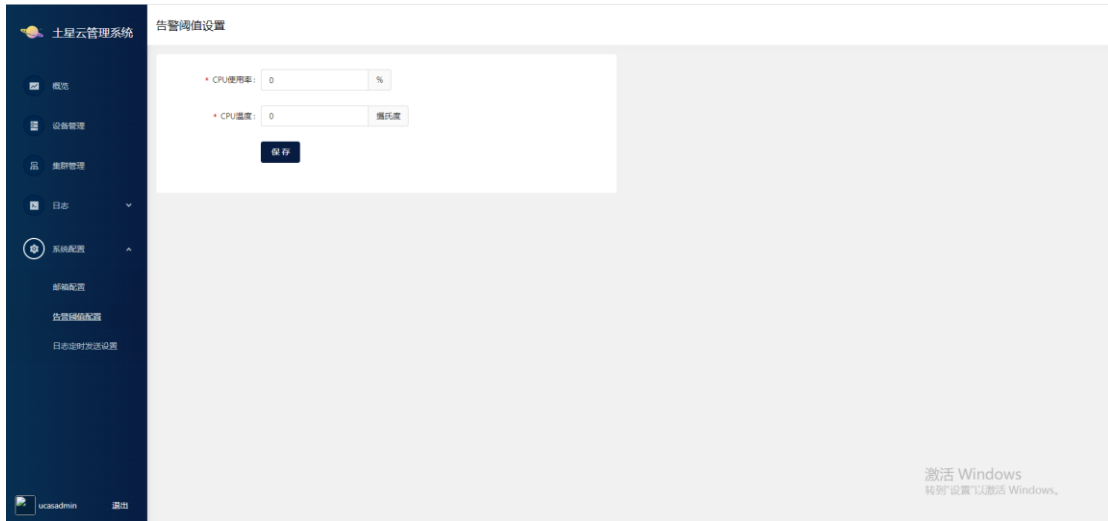 土星云管理系统
告警阈值设置
概览
设备管理
集群管理
日志
系统配置
邮箱配置
告警阈值配置
日志定时发送设置
ucasadmin 退出
* CPU使用率: 0 %
* CPU温度: 0 摄氏度
保存
激活 Windows
转到"设置"以激活 Windows。